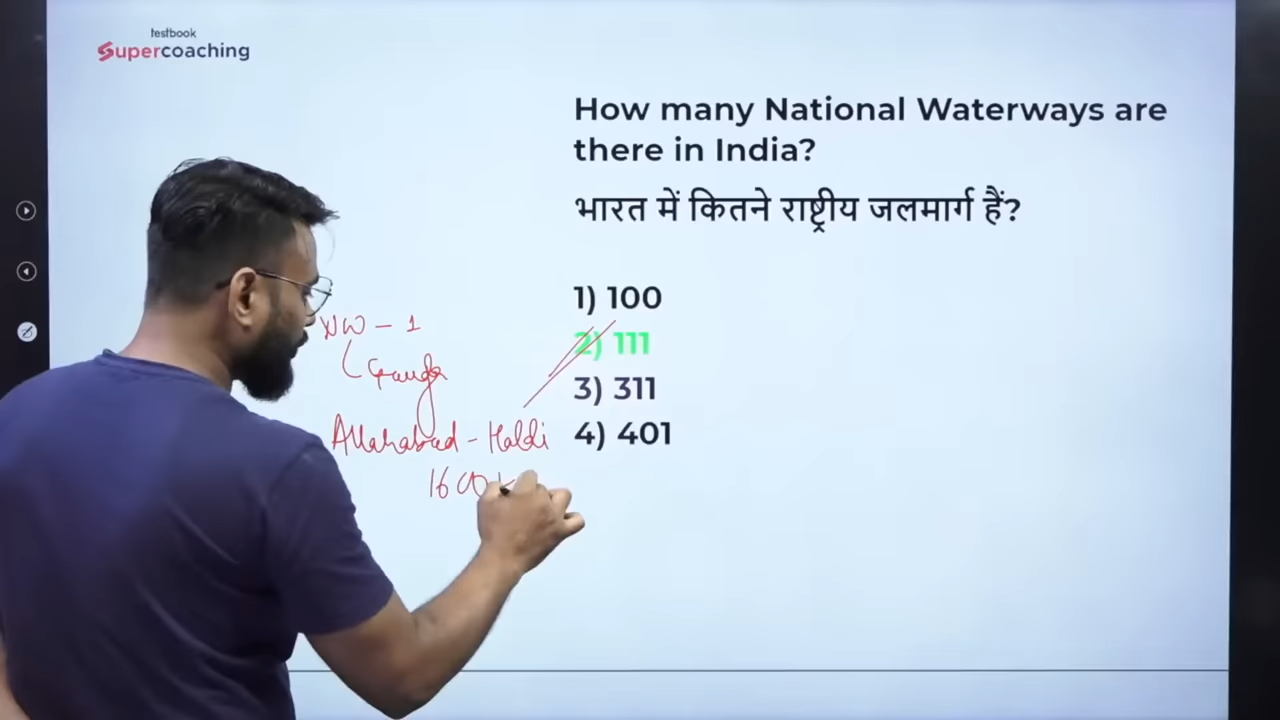 testbook
Supercoaching
How many National Waterways are
there in India?
भारत में कितने राष्ट्रीय जलमार्ग हैं?
1) 100
2) 111
3) 311
4) 401
NW - 1
Ganga
Allahabad - Haldi
1600